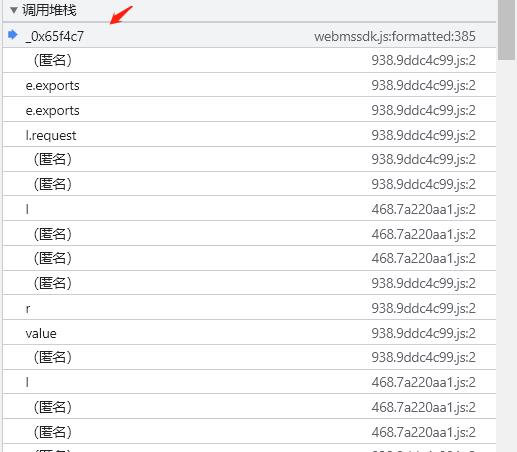 调用堆栈
_0x65f4c7 webmssdk.js:formatted:385
（匿名） 938.9ddc4c99.js:2
e.exports 938.9ddc4c99.js:2
e.exports 938.9ddc4c99.js:2
l.request 938.9ddc4c99.js:2
（匿名） 938.9ddc4c99.js:2
（匿名） 938.9ddc4c99.js:2
l 468.7a220aa1.js:2
（匿名） 468.7a220aa1.js:2
（匿名） 468.7a220aa1.js:2
（匿名） 938.9ddc4c99.js:2
r 938.9ddc4c99.js:2
value 938.9ddc4c99.js:2
（匿名） 938.9ddc4c99.js:2
l 468.7a220aa1.js:2
（匿名） 468.7a220aa1.js:2
（匿名） 468.7a220aa1.js:2